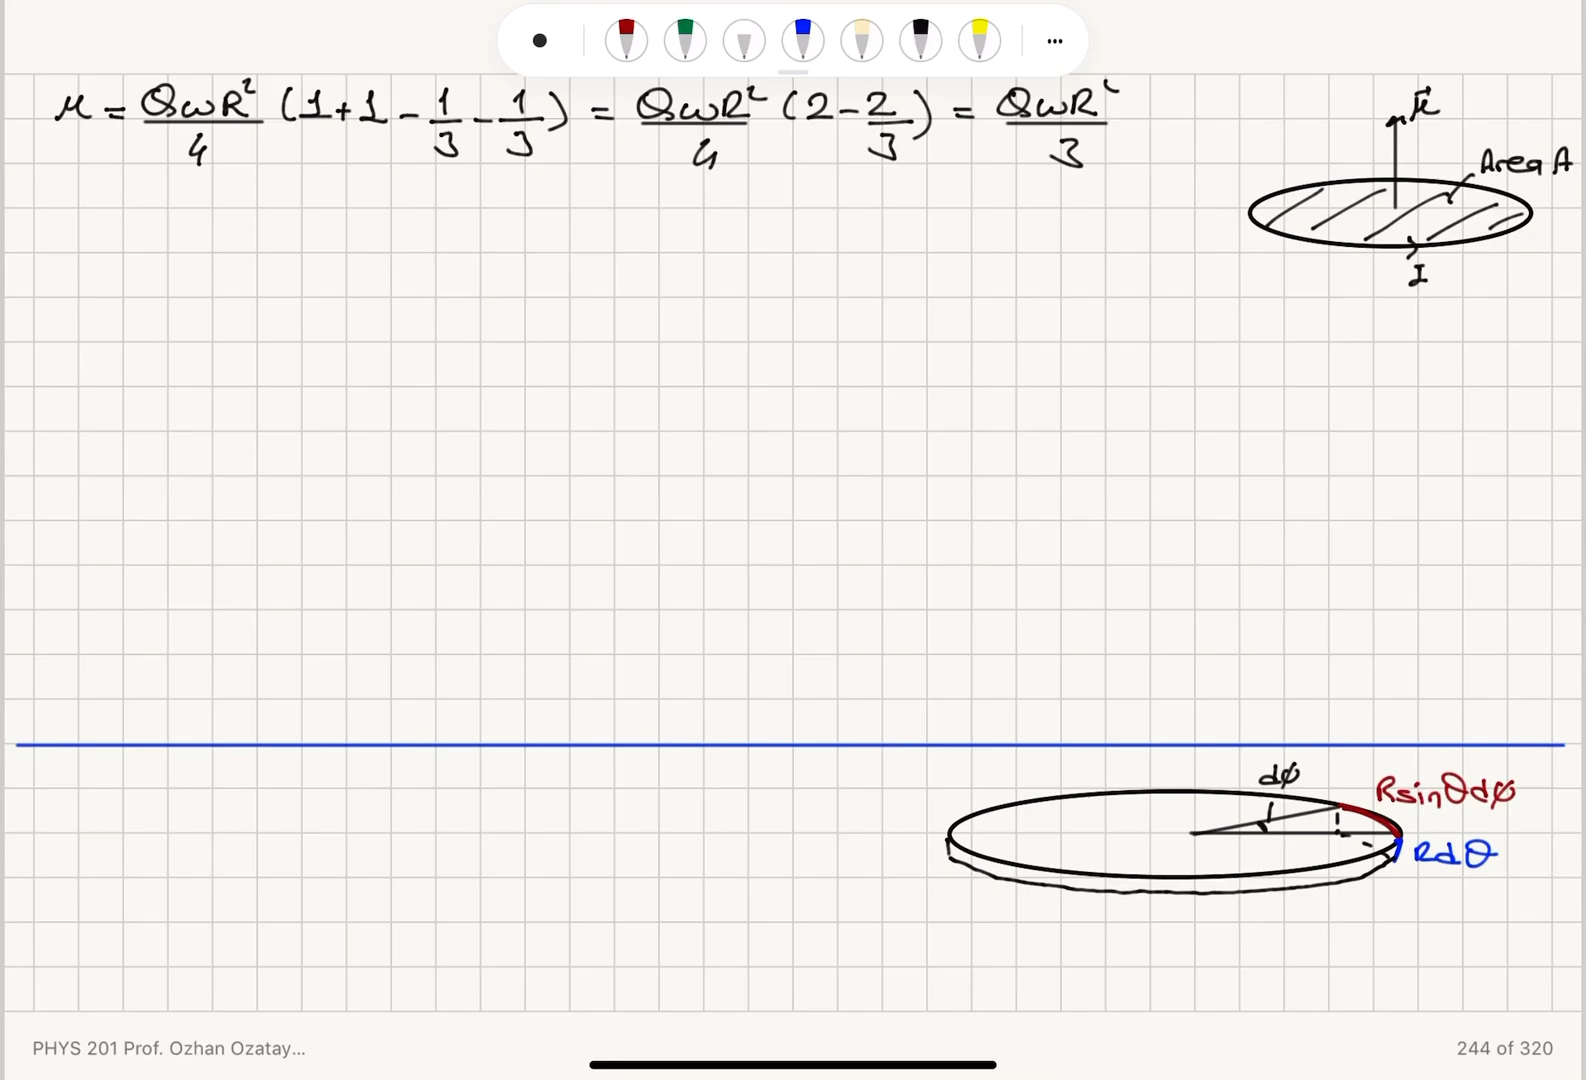 μ = QωR²/4 (1+1-1/3-1/3) = QωR²/4 (2-2/3) = QωR²/3
μ⃗
Area A
I
dφ
Rsinθdφ
Rdθ
PHYS 201 Prof. Ozhan Ozatay...
244 of 320